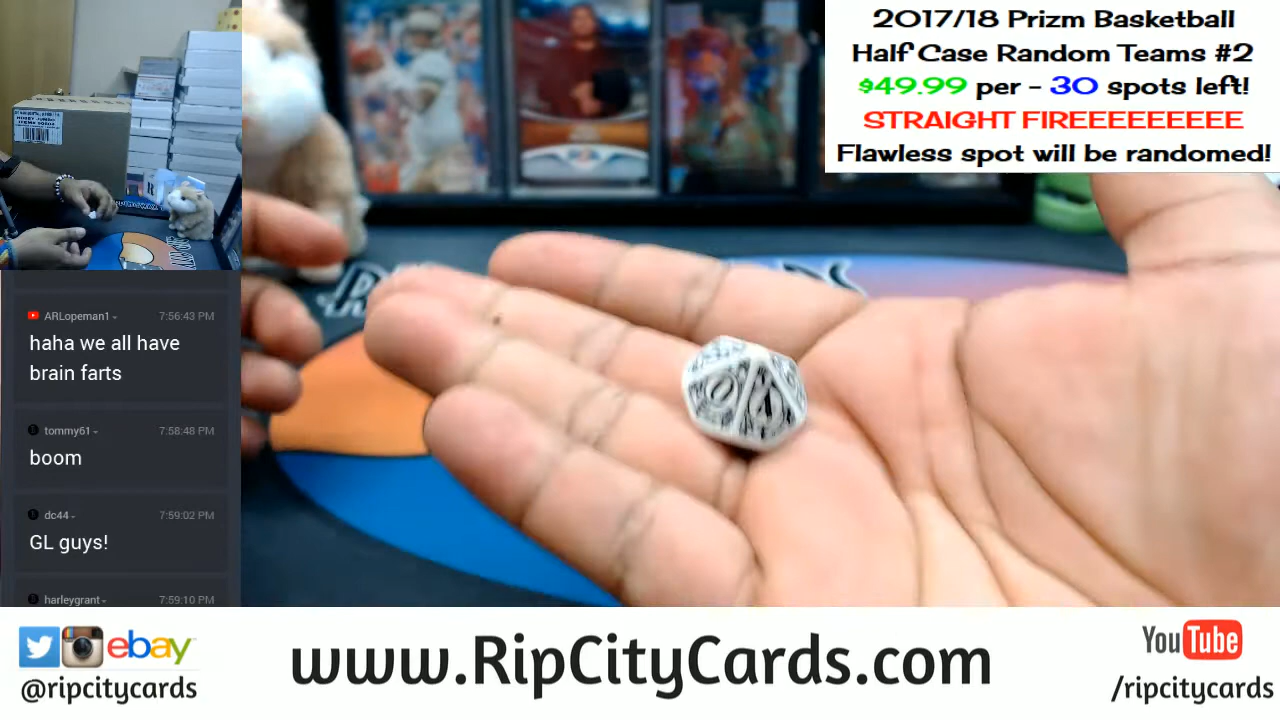 2017/18 Prizm Basketball
Half Case Random Teams #2
$49.99 per - 30 spots left!
STRAIGHT FIREEEEEEEEE
Flawless spot will be randomed!
ARLopeman1 7:56:43 PM
haha we all have
brain farts
tommy61 7:58:48 PM
boom
dc44 7:59:02 PM
GL guys!
harleygrant 7:59:10 PM
ebay
@ripcitycards
www.RipCityCards.com
YouTube
/ripcitycards